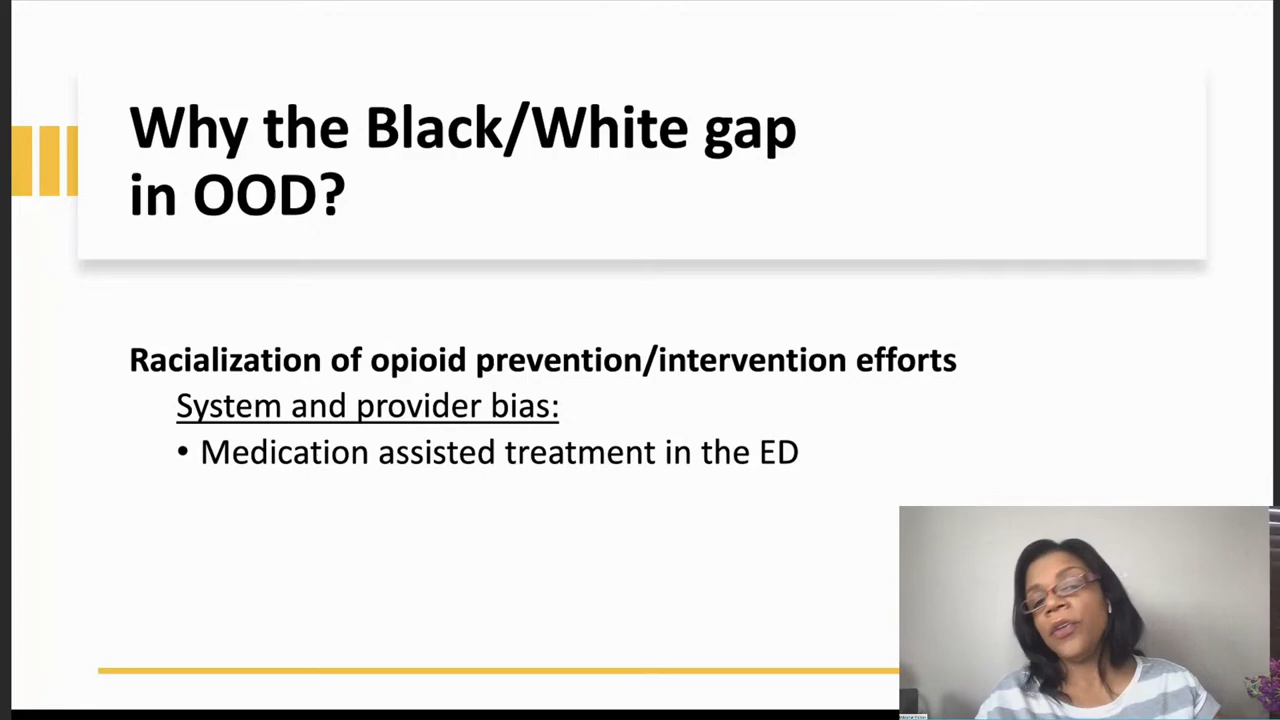 Why the Black/White gap
in OOD?
Racialization of opioid prevention/intervention efforts
System and provider bias:
• Medication assisted treatment in the ED